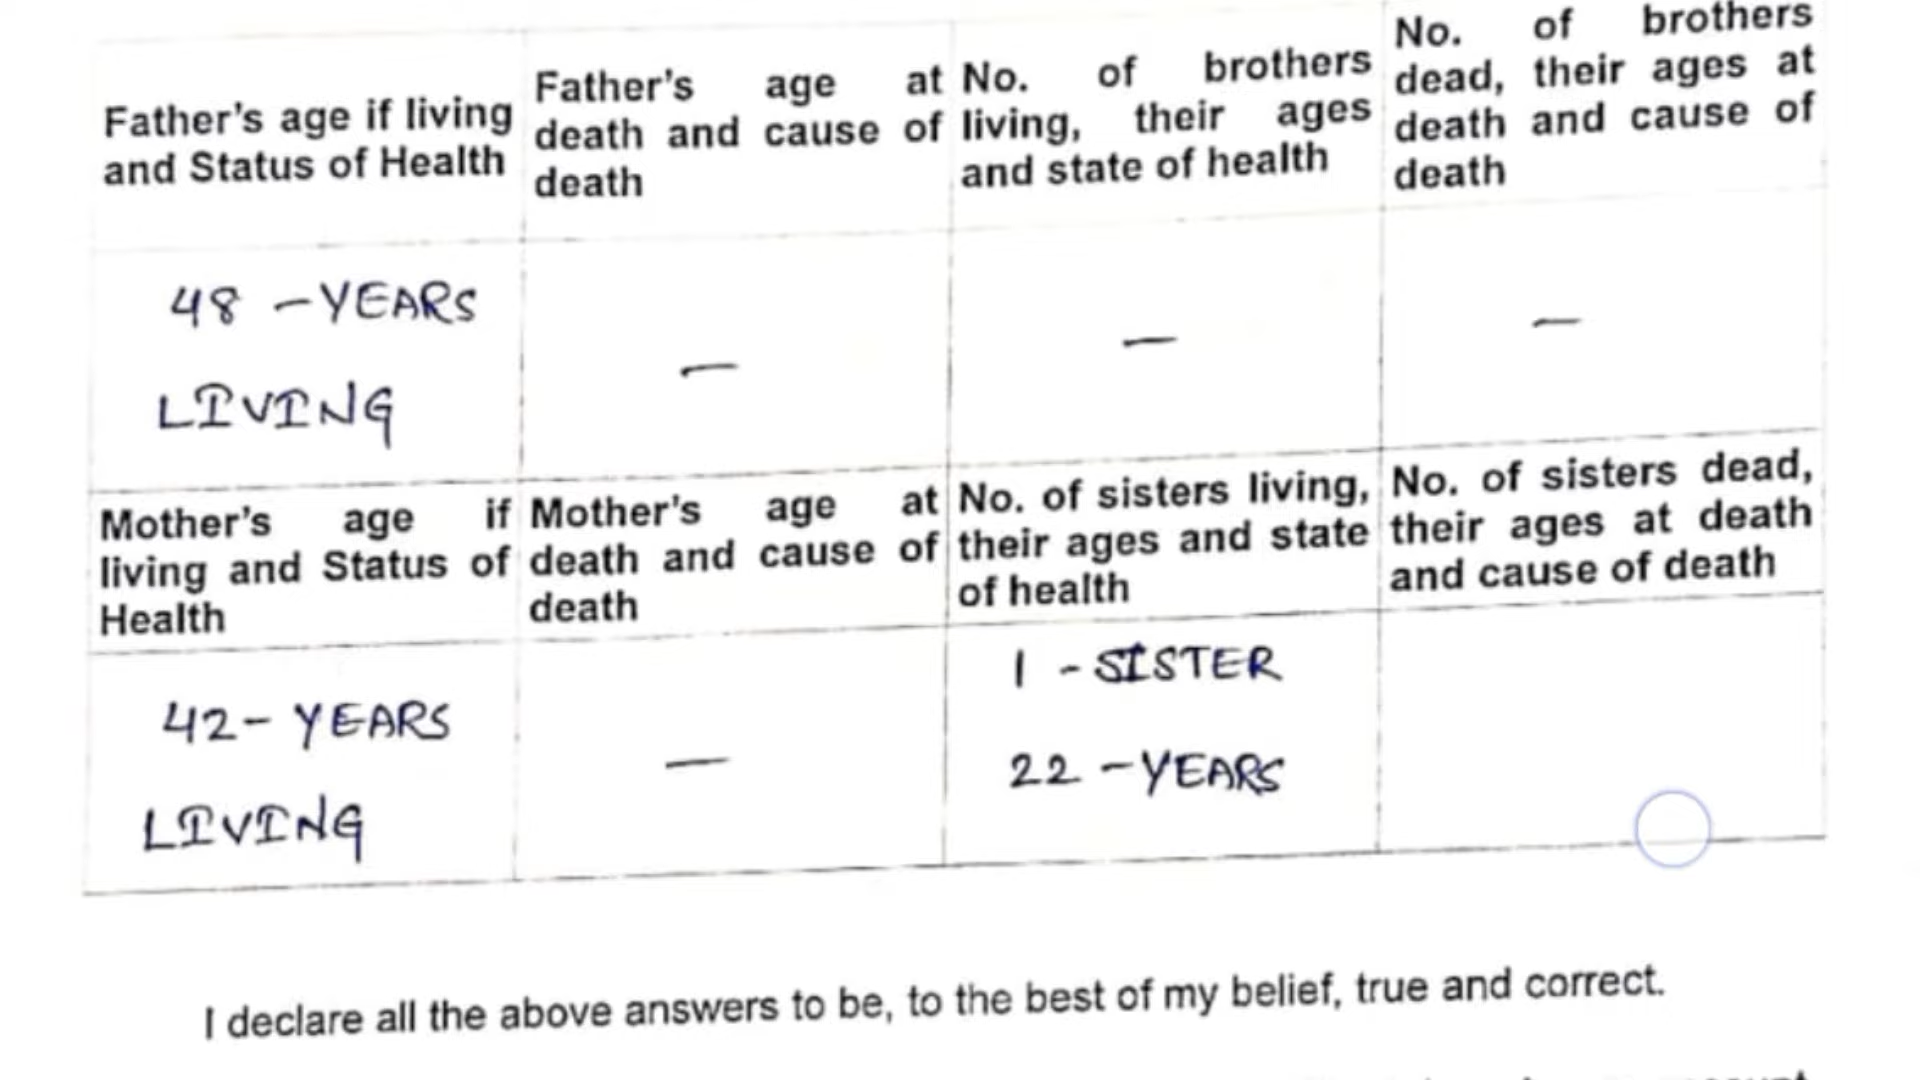 Father's age if living
and Status of Health
Father's age at
death and cause of
death
No. of brothers
living, their ages
and state of health
No. of brothers
dead, their ages at
death and cause of
death
48 - YEARS
LIVING
—
—
—
Mother's age if
living and Status of
Health
Mother's age at
death and cause of
death
No. of sisters living,
their ages and state
of health
No. of sisters dead,
their ages at death
and cause of death
42 - YEARS
LIVING
—
1 - SISTER
22 - YEARS
I declare all the above answers to be, to the best of my belief, true and correct.